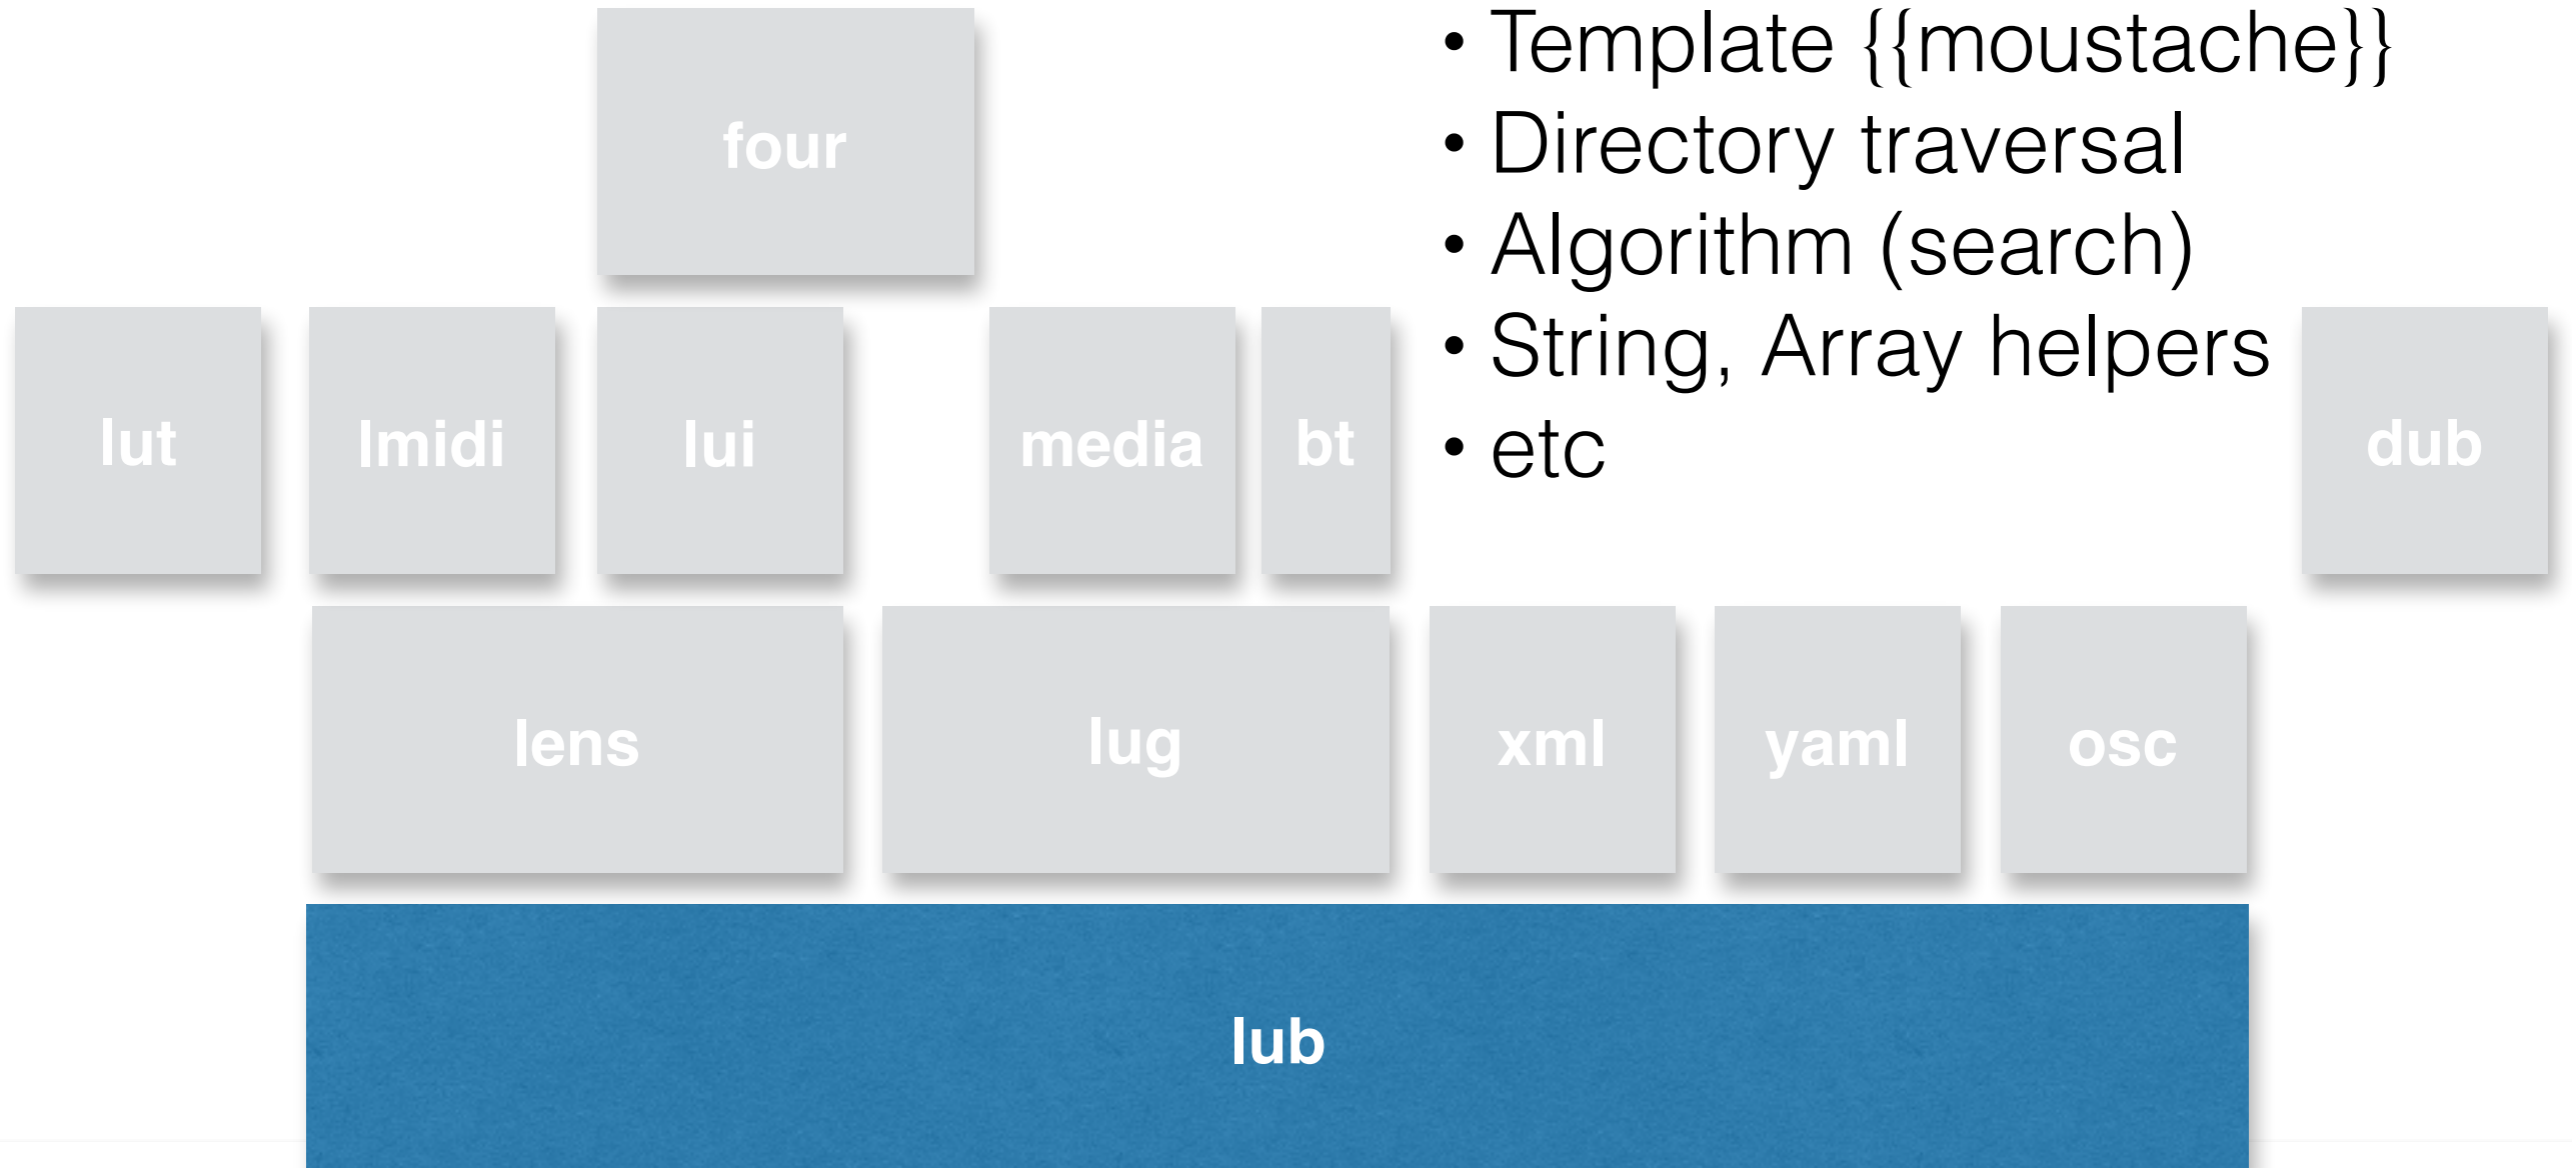 • Template {{moustache}}
• Directory traversal
• Algorithm (search)
• String, Array helpers
• etc
four
lut lmidi lui media bt dub
lens lug xml yaml osc
lub